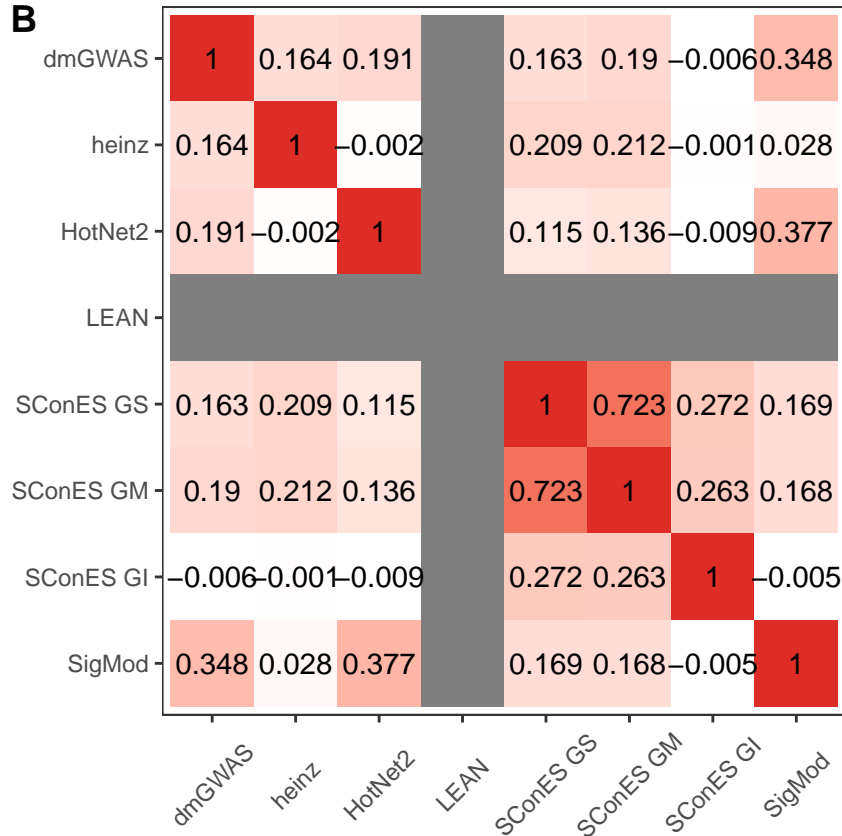 B
dmGWAS 1 0.164 0.191 0.163 0.19 −0.006 0.348
heinz 0.164 1 −0.002 0.209 0.212 −0.001 0.028
HotNet2 0.191 −0.002 1 0.115 0.136 −0.009 0.377
LEAN
SConES GS 0.163 0.209 0.115 1 0.723 0.272 0.169
SConES GM 0.19 0.212 0.136 0.723 1 0.263 0.168
SConES GI −0.006 −0.001 −0.009 0.272 0.263 1 −0.005
SigMod 0.348 0.028 0.377 0.169 0.168 −0.005 1
dmGWAS heinz HotNet2 LEAN SConES GS SConES GM SConES GI SigMod